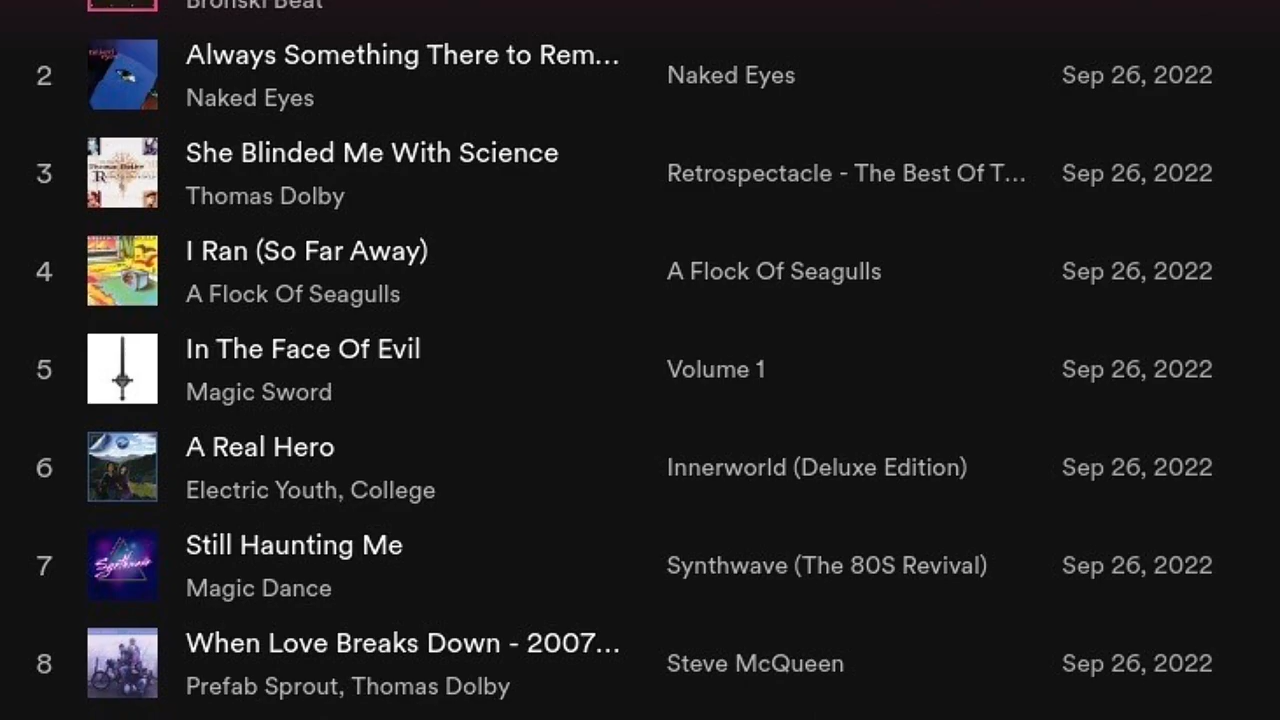 Bronski Beat
2
Always Something There to Rem...
Naked Eyes
Naked Eyes
Sep 26, 2022
3
She Blinded Me With Science
Thomas Dolby
Retrospectacle - The Best Of T...
Sep 26, 2022
4
I Ran (So Far Away)
A Flock Of Seagulls
A Flock Of Seagulls
Sep 26, 2022
5
In The Face Of Evil
Magic Sword
Volume 1
Sep 26, 2022
6
A Real Hero
Electric Youth, College
Innerworld (Deluxe Edition)
Sep 26, 2022
7
Synthwave
Still Haunting Me
Magic Dance
Synthwave (The 80S Revival)
Sep 26, 2022
8
When Love Breaks Down - 2007...
Prefab Sprout, Thomas Dolby
Steve McQueen
Sep 26, 2022